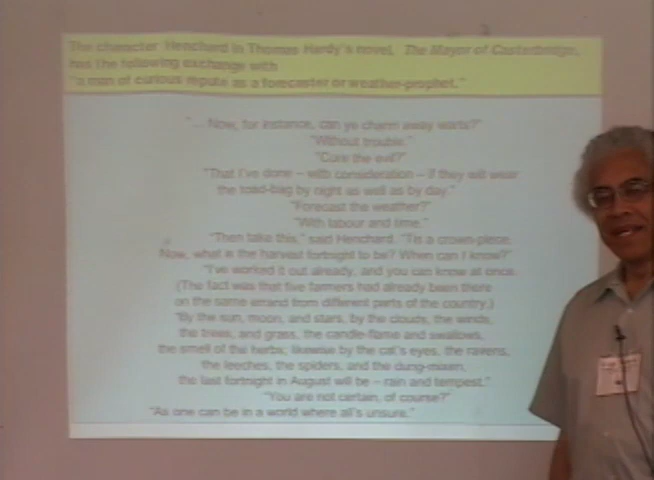 The character Henchard in Thomas Hardy's novel, The Mayor of Casterbridge,
has the following exchange with
"a man of curious repute as a forecaster or weather-prophet."
"... Now, for instance, can ye charm away warts?"
"Without trouble."
"Cure the evil?"
"That I've done – with consideration – if they will wear
the toad-bag by night as well as by day."
"Forecast the weather?"
"With labour and time."
"Then take this," said Henchard. "Tis a crown-piece.
Now, what is the harvest fortnight to be? When can I know?"
"I've worked it out already, and you can know at once.
(The fact was that five farmers had already been there
on the same errand from different parts of the country.)
"By the sun, moon, and stars, by the clouds, the winds,
the trees, and grass, the candle-flame and swallows,
the smell of the herbs; likewise by the cat's eyes, the ravens,
the leeches, the spiders, and the dung-mixen,
the last fortnight in August will be – rain and tempest."
"You are not certain, of course?"
"As one can be in a world where all's unsure."